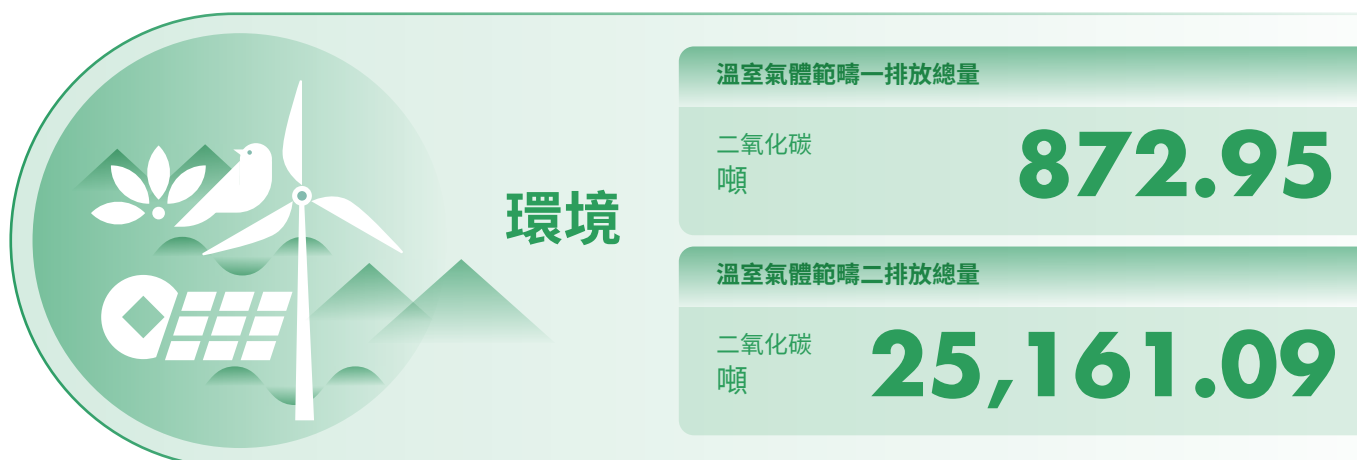 環境
溫室氣體範疇一排放總量
二氧化碳
噸
872.95
溫室氣體範疇二排放總量
二氧化碳
噸
25,161.09